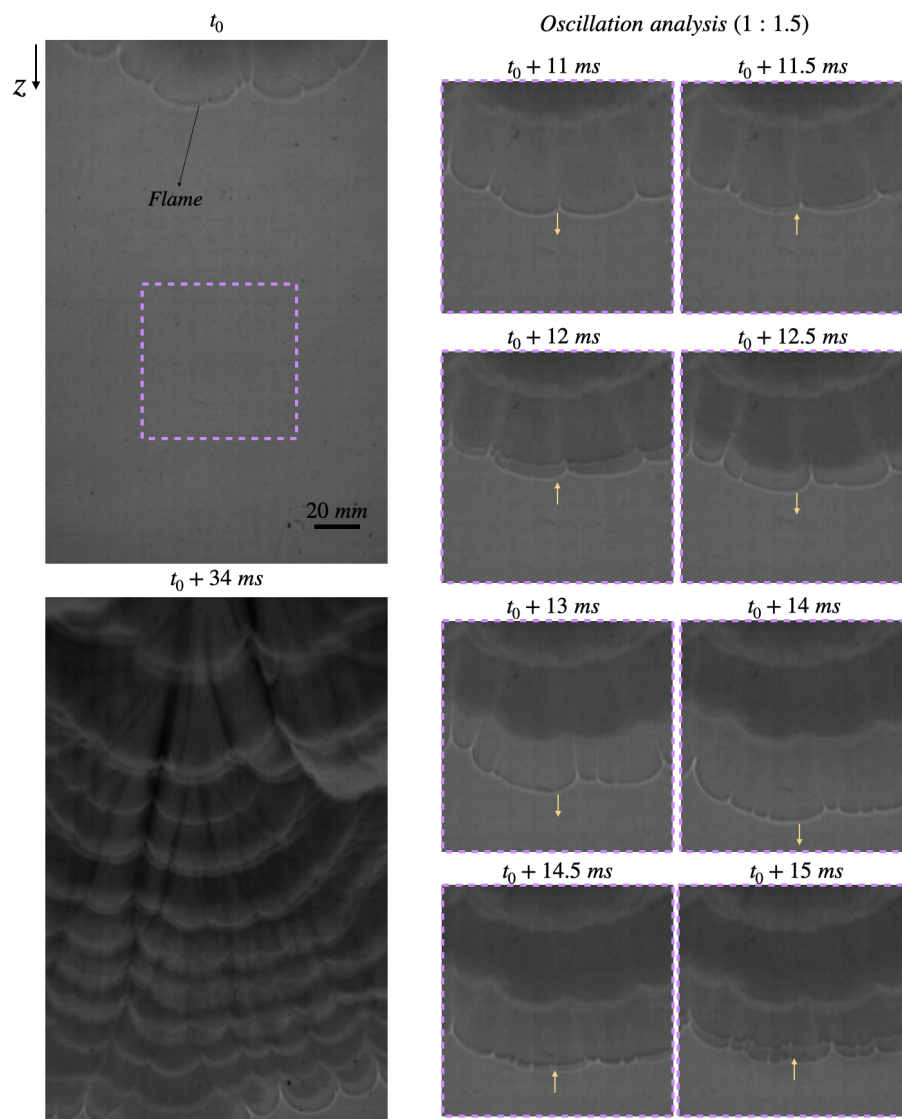 t₀
z
Flame
20 mm
t₀ + 34 ms
Oscillation analysis (1 : 1.5)
t₀ + 11 ms
t₀ + 11.5 ms
t₀ + 12 ms
t₀ + 12.5 ms
t₀ + 13 ms
t₀ + 14 ms
t₀ + 14.5 ms
t₀ + 15 ms